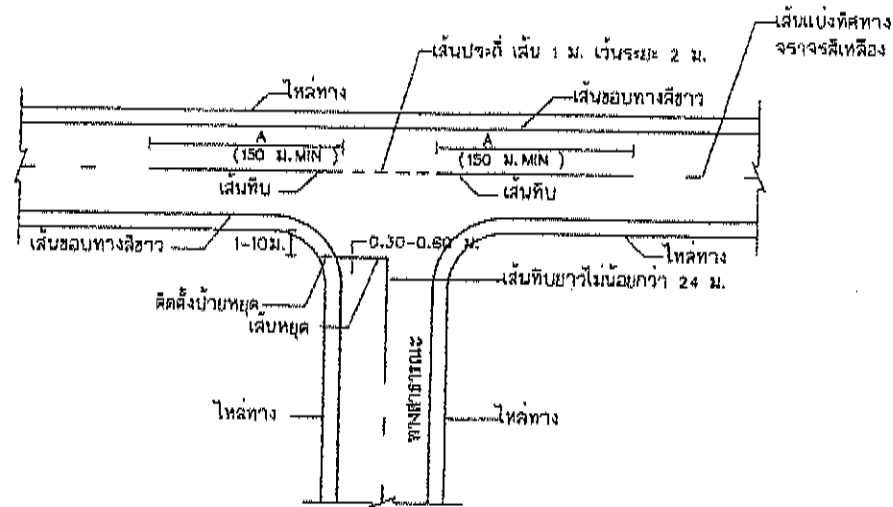 เส้นแบ่งทิศทาง
จราจรสีเหลือง
เส้นประถี่ เส้น 1 ม. เว้นระยะ 2 ม.
ไหล่ทาง
เส้นขอบทางสีขาว
A
(150 ม.MIN)
A
(150 ม.MIN)
เส้นทึบ
เส้นทึบ
เส้นขอบทางสีขาว
1-10ม.
0.30-0.60 ม.
ไหล่ทาง
เส้นทึบยาวไม่น้อยกว่า 24 ม.
ติดตั้งป้ายหยุด
เส้นหยุด
ทางสาธารณะ
ไหล่ทาง
ไหล่ทาง